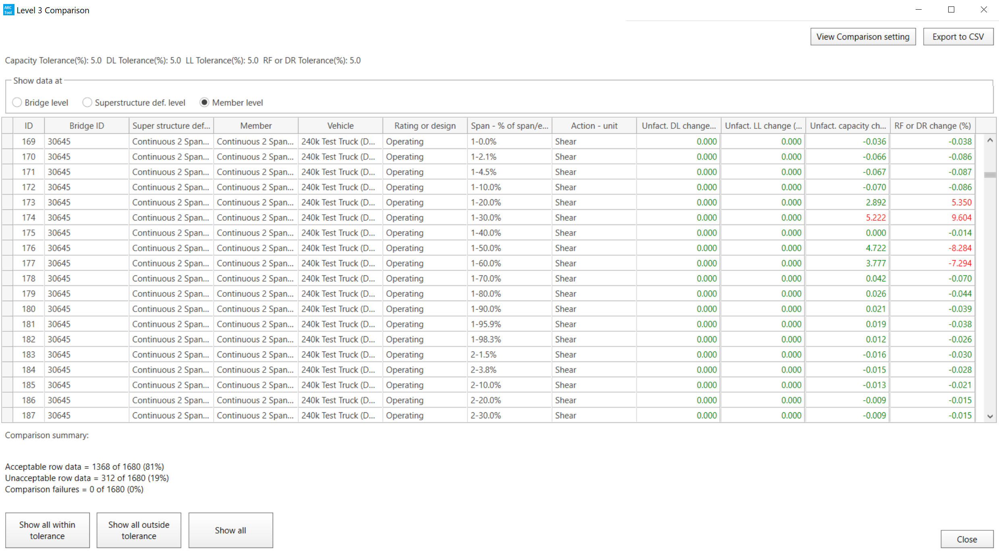 ARC Tool Level 3 Comparison
View Comparison setting Export to CSV
Capacity Tolerance(%): 5.0 DL Tolerance(%): 5.0 LL Tolerance(%): 5.0 RF or DR Tolerance(%): 5.0
Show data at
Bridge level Superstructure def. level Member level
ID Bridge ID Super structure def... Member Vehicle Rating or design Span - % of span/e... Action - unit Unfact. DL change... Unfact. LL change (... Unfact. capacity ch... RF or DR change (%)
169 30645 Continuous 2 Span... Continuous 2 Span... 240k Test Truck (D... Operating 1-0.0% Shear 0.000 0.000 -0.036 -0.038
170 30645 Continuous 2 Span... Continuous 2 Span... 240k Test Truck (D... Operating 1-2.1% Shear 0.000 0.000 -0.066 -0.086
171 30645 Continuous 2 Span... Continuous 2 Span... 240k Test Truck (D... Operating 1-4.5% Shear 0.000 0.000 -0.067 -0.087
172 30645 Continuous 2 Span... Continuous 2 Span... 240k Test Truck (D... Operating 1-10.0% Shear 0.000 0.000 -0.070 -0.086
173 30645 Continuous 2 Span... Continuous 2 Span... 240k Test Truck (D... Operating 1-20.0% Shear 0.000 0.000 2.892 5.350
174 30645 Continuous 2 Span... Continuous 2 Span... 240k Test Truck (D... Operating 1-30.0% Shear 0.000 0.000 5.222 9.604
175 30645 Continuous 2 Span... Continuous 2 Span... 240k Test Truck (D... Operating 1-40.0% Shear 0.000 0.000 0.000 -0.014
176 30645 Continuous 2 Span... Continuous 2 Span... 240k Test Truck (D... Operating 1-50.0% Shear 0.000 0.000 4.722 -8.284
177 30645 Continuous 2 Span... Continuous 2 Span... 240k Test Truck (D... Operating 1-60.0% Shear 0.000 0.000 3.777 -7.294
178 30645 Continuous 2 Span... Continuous 2 Span... 240k Test Truck (D... Operating 1-70.0% Shear 0.000 0.000 0.042 -0.070
179 30645 Continuous 2 Span... Continuous 2 Span... 240k Test Truck (D... Operating 1-80.0% Shear 0.000 0.000 0.026 -0.044
180 30645 Continuous 2 Span... Continuous 2 Span... 240k Test Truck (D... Operating 1-90.0% Shear 0.000 0.000 0.021 -0.039
181 30645 Continuous 2 Span... Continuous 2 Span... 240k Test Truck (D... Operating 1-95.9% Shear 0.000 0.000 0.019 -0.038
182 30645 Continuous 2 Span... Continuous 2 Span... 240k Test Truck (D... Operating 1-98.3% Shear 0.000 0.000 0.012 -0.026
183 30645 Continuous 2 Span... Continuous 2 Span... 240k Test Truck (D... Operating 2-1.5% Shear 0.000 0.000 -0.016 -0.030
184 30645 Continuous 2 Span... Continuous 2 Span... 240k Test Truck (D... Operating 2-3.8% Shear 0.000 0.000 -0.015 -0.028
185 30645 Continuous 2 Span... Continuous 2 Span... 240k Test Truck (D... Operating 2-10.0% Shear 0.000 0.000 -0.013 -0.021
186 30645 Continuous 2 Span... Continuous 2 Span... 240k Test Truck (D... Operating 2-20.0% Shear 0.000 0.000 -0.009 -0.015
187 30645 Continuous 2 Span... Continuous 2 Span... 240k Test Truck (D... Operating 2-30.0% Shear 0.000 0.000 -0.009 -0.015
Comparison summary:
Acceptable row data = 1368 of 1680 (81%)
Unacceptable row data = 312 of 1680 (19%)
Comparison failures = 0 of 1680 (0%)
Show all within tolerance
Show all outside tolerance
Show all
Close